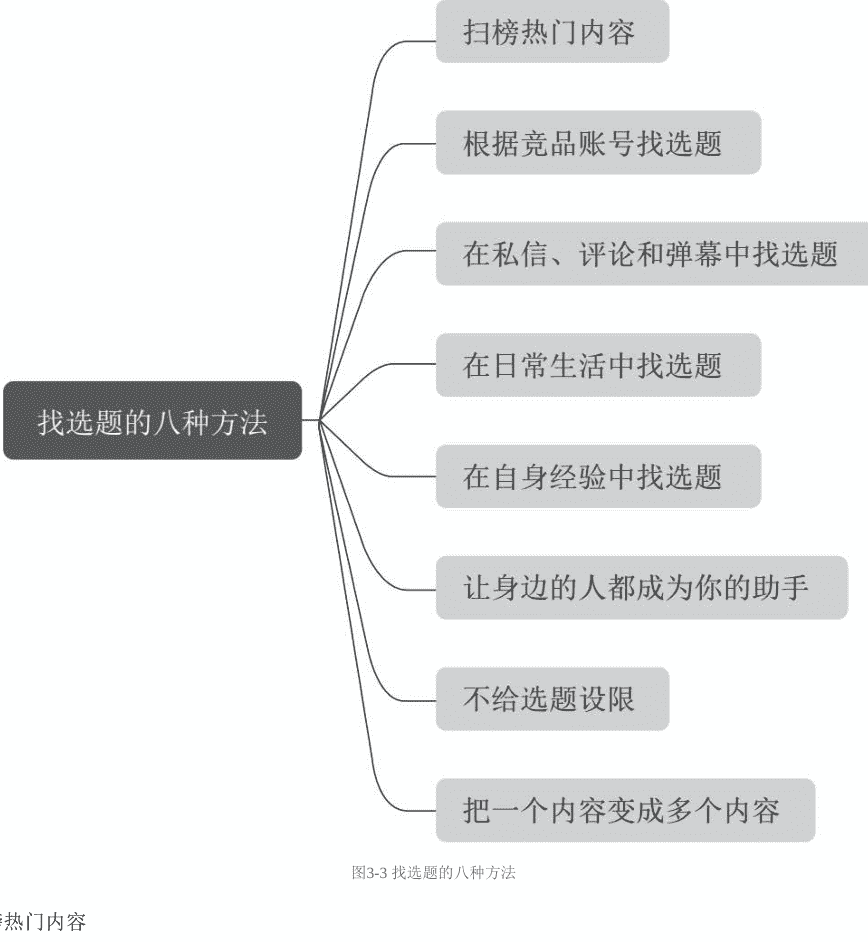 扫榜热门内容
根据竞品账号找选题
在私信、评论和弹幕中找选题
在日常生活中找选题
找选题的八种方法
在自身经验中找选题
让身边的人都成为你的助手
不给选题设限
把一个内容变成多个内容
图3-3 找选题的八种方法
热门内容